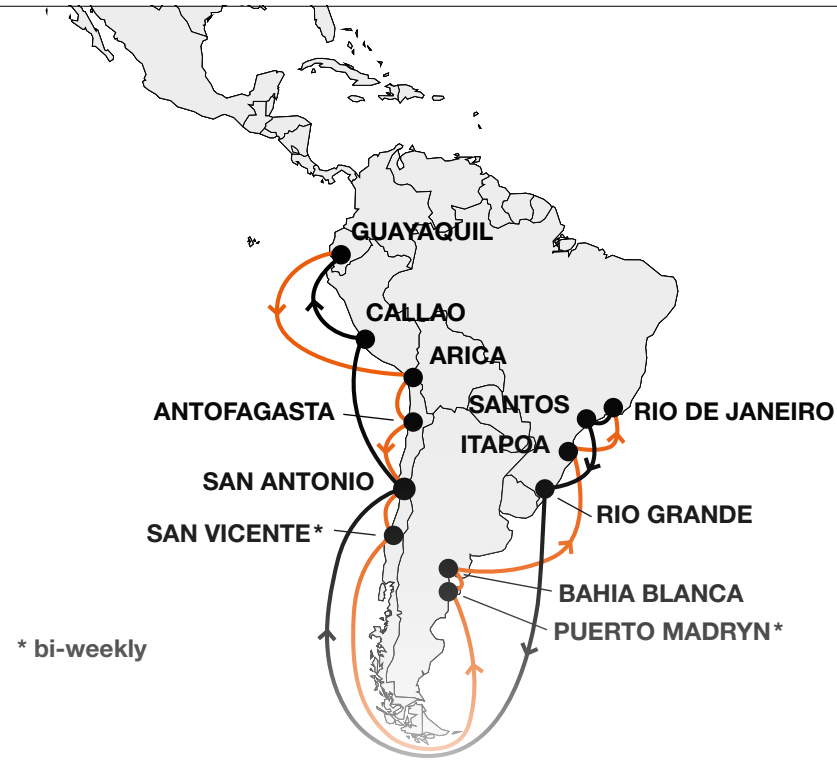 GUAYAQUIL
CALLAO
ARICA
SANTOS
ANTOFAGASTA
RIO DE JANEIRO
ITAPOA
SAN ANTONIO
RIO GRANDE
SAN VICENTE*
BAHIA BLANCA
PUERTO MADRYN*
* bi-weekly